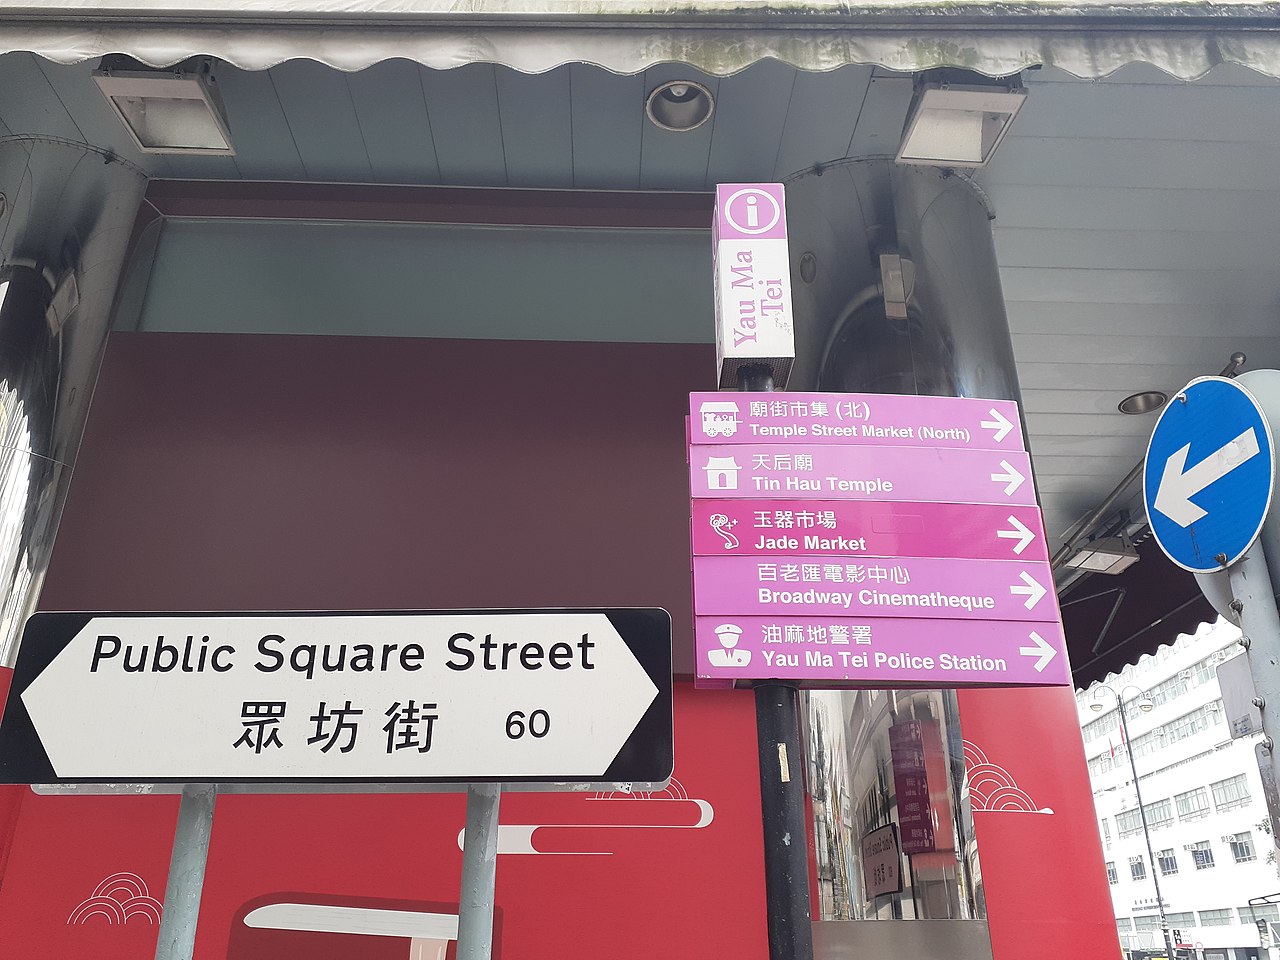 i
Yau Ma
Tei
廟街市集 (北)
Temple Street Market (North)
天后廟
Tin Hau Temple
玉器市場
Jade Market
百老匯電影中心
Broadway Cinematheque
油麻地警署
Yau Ma Tei Police Station
Public Square Street
眾坊街 60